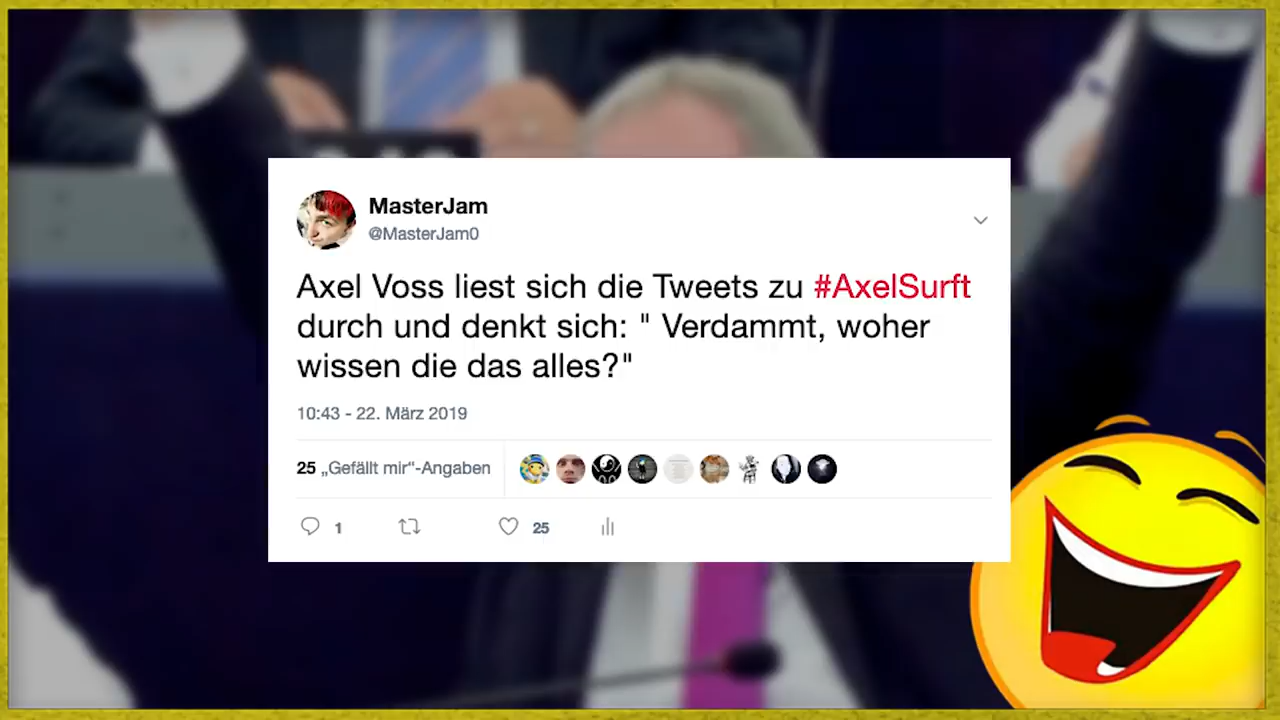 MasterJam
@MasterJam0
Axel Voss liest sich die Tweets zu #AxelSurft
durch und denkt sich: " Verdammt, woher
wissen die das alles?"
10:43 - 22. März 2019
25 „Gefällt mir“-Angaben
1
25